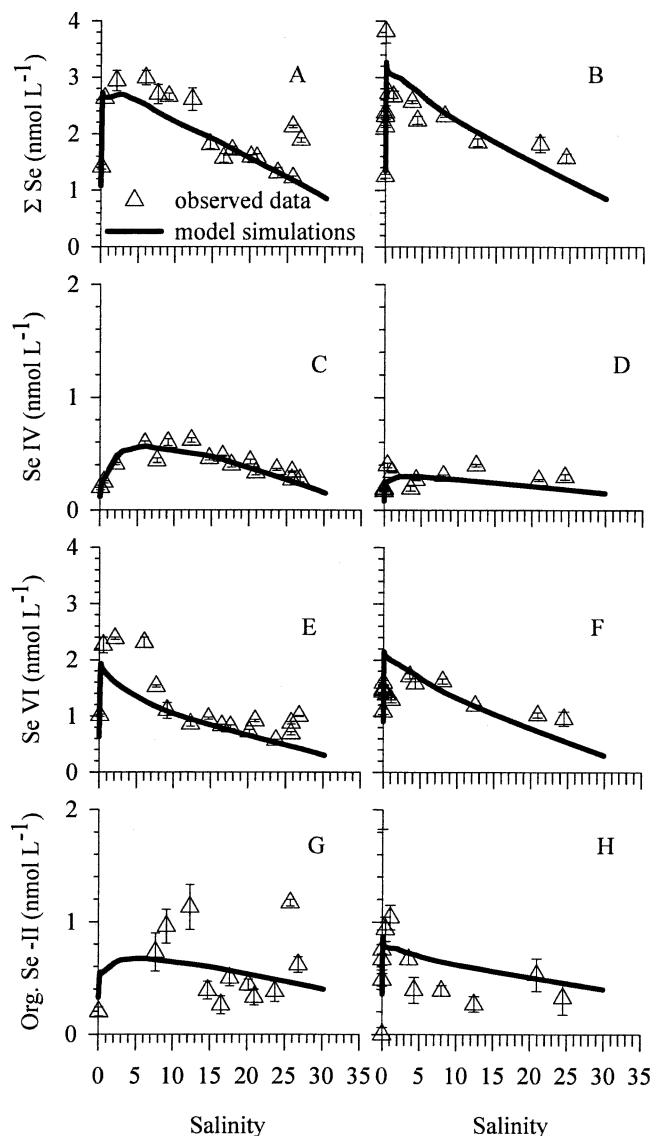 Σ Se (nmol L⁻¹)
4
3
2
1
0
A
B
△ observed data
model simulations
Se IV (nmol L⁻¹)
2
1
0
C
D
Se VI (nmol L⁻¹)
4
3
2
1
0
E
F
Org. Se -II (nmol L⁻¹)
2
1
0
G
H
0 5 10 15 20 25 30 35
0 5 10 15 20 25 30 35
Salinity
Salinity